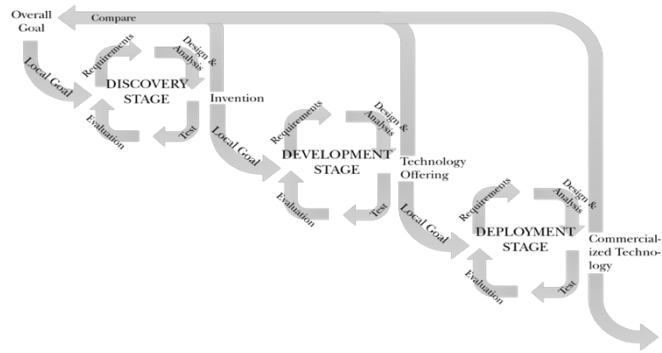 Overall
Goal
Compare
Local Goal
Requirements
Design &
Analysis
DISCOVERY
STAGE
Evaluation
Test
Invention
Local Goal
Requirements
Design &
Analysis
DEVELOPMENT
STAGE
Evaluation
Test
Technology
Offering
Local Goal
Requirements
Design &
Analysis
DEPLOYMENT
STAGE
Evaluation
Test
Commercial-
ized Techno-
logy